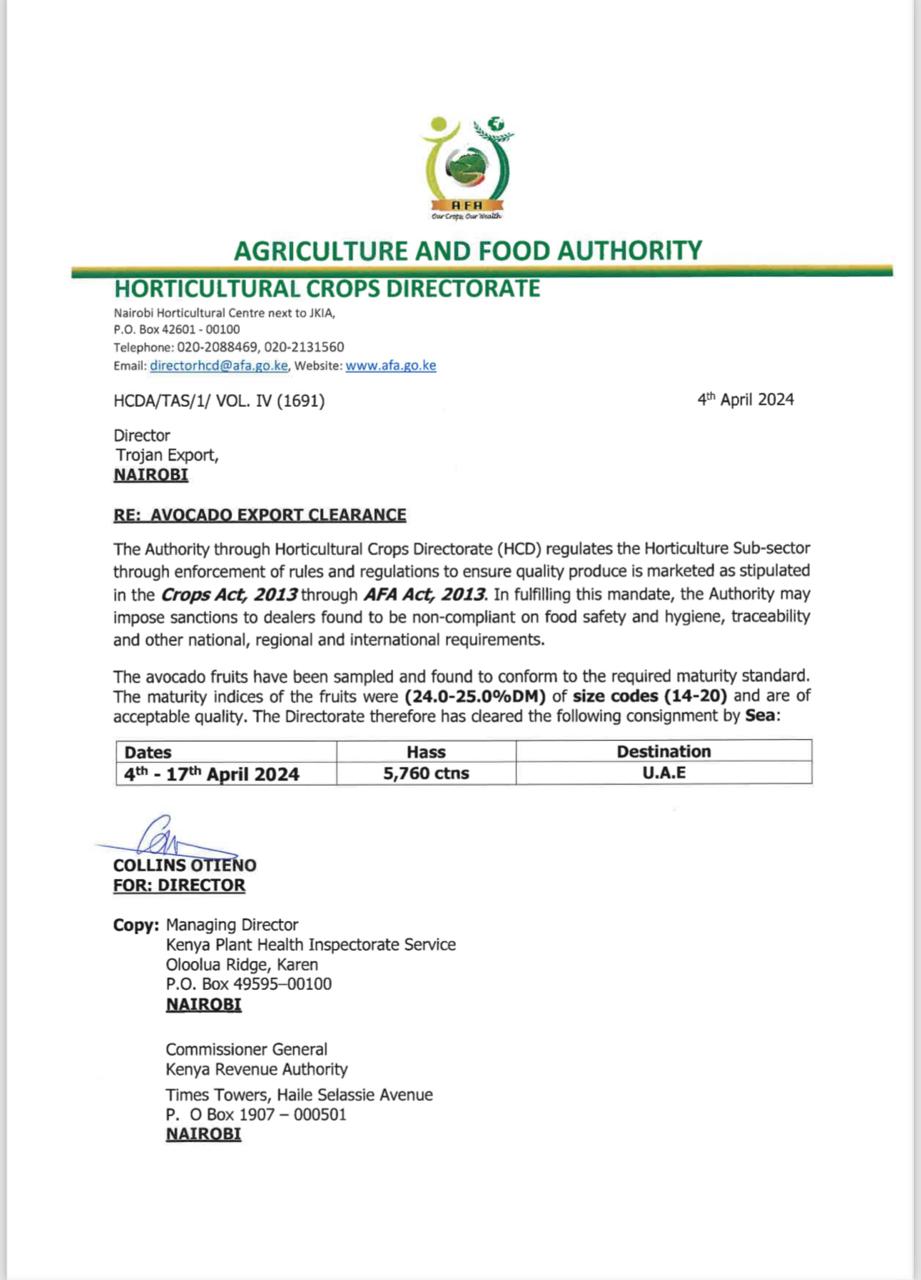 AFA
Our Crops; Our Wealth
AGRICULTURE AND FOOD AUTHORITY
HORTICULTURAL CROPS DIRECTORATE
Nairobi Horticultural Centre next to JKIA,
P.O. Box 42601 - 00100
Telephone: 020-2088469, 020-2131560
Email: directorhcd@afa.go.ke, Website: www.afa.go.ke
HCDA/TAS/1/ VOL. IV (1691) 4th April 2024
Director
Trojan Export,
NAIROBI
RE: AVOCADO EXPORT CLEARANCE
The Authority through Horticultural Crops Directorate (HCD) regulates the Horticulture Sub-sector
through enforcement of rules and regulations to ensure quality produce is marketed as stipulated
in the Crops Act, 2013 through AFA Act, 2013. In fulfilling this mandate, the Authority may
impose sanctions to dealers found to be non-compliant on food safety and hygiene, traceability
and other national, regional and international requirements.
The avocado fruits have been sampled and found to conform to the required maturity standard.
The maturity indices of the fruits were (24.0-25.0%DM) of size codes (14-20) and are of
acceptable quality. The Directorate therefore has cleared the following consignment by Sea:
Dates Hass Destination
4th - 17th April 2024 5,760 ctns U.A.E
COLLINS OTIENO
FOR: DIRECTOR
Copy: Managing Director
Kenya Plant Health Inspectorate Service
Oloolua Ridge, Karen
P.O. Box 49595–00100
NAIROBI
Commissioner General
Kenya Revenue Authority
Times Towers, Haile Selassie Avenue
P. O Box 1907 – 000501
NAIROBI